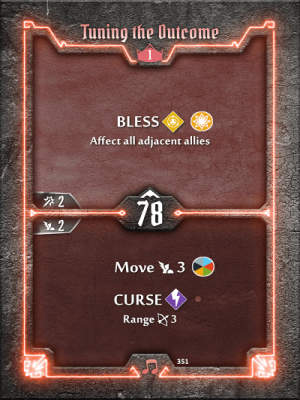 Tuning the Outcome
1
BLESS
Affect all adjacent allies
2
78
2
Move 3
CURSE
Range 3
351